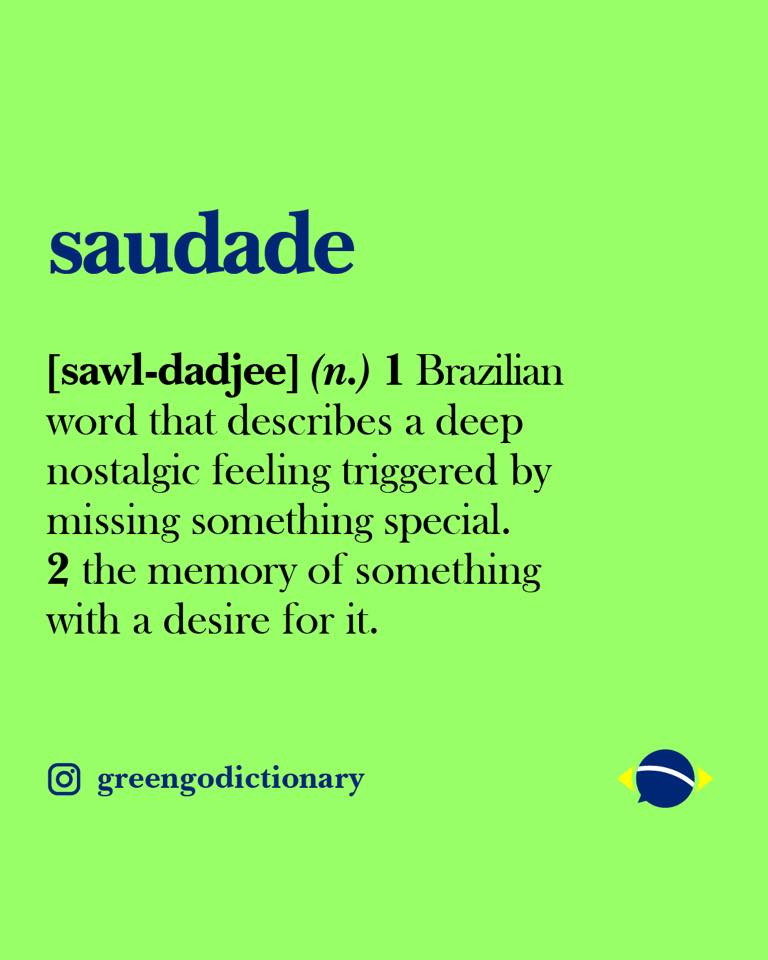 saudade
[sawl-dadjee] (n.) 1 Brazilian
word that describes a deep
nostalgic feeling triggered by
missing something special.
2 the memory of something
with a desire for it.
greengodictionary